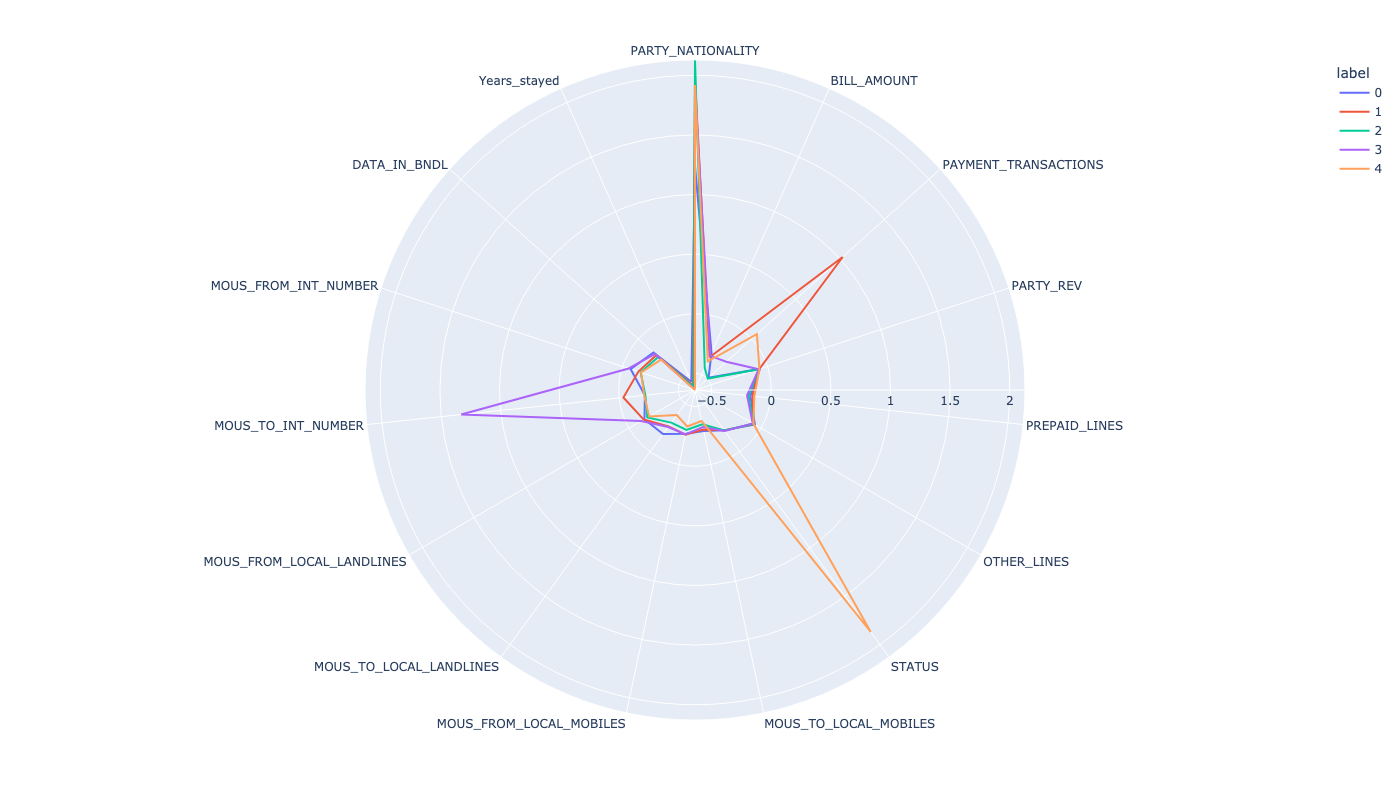 PARTY_NATIONALITY
Years_stayed
BILL_AMOUNT
label
0
1
2
3
4
DATA_IN_BNDL
PAYMENT_TRANSACTIONS
MOUS_FROM_INT_NUMBER
PARTY_REV
−0.5
0
0.5
1
1.5
2
MOUS_TO_INT_NUMBER
PREPAID_LINES
MOUS_FROM_LOCAL_LANDLINES
OTHER_LINES
MOUS_TO_LOCAL_LANDLINES
STATUS
MOUS_FROM_LOCAL_MOBILES
MOUS_TO_LOCAL_MOBILES